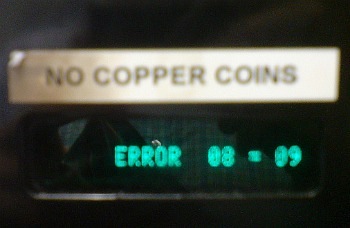 NO COPPER COINS
ERROR 08 = 09